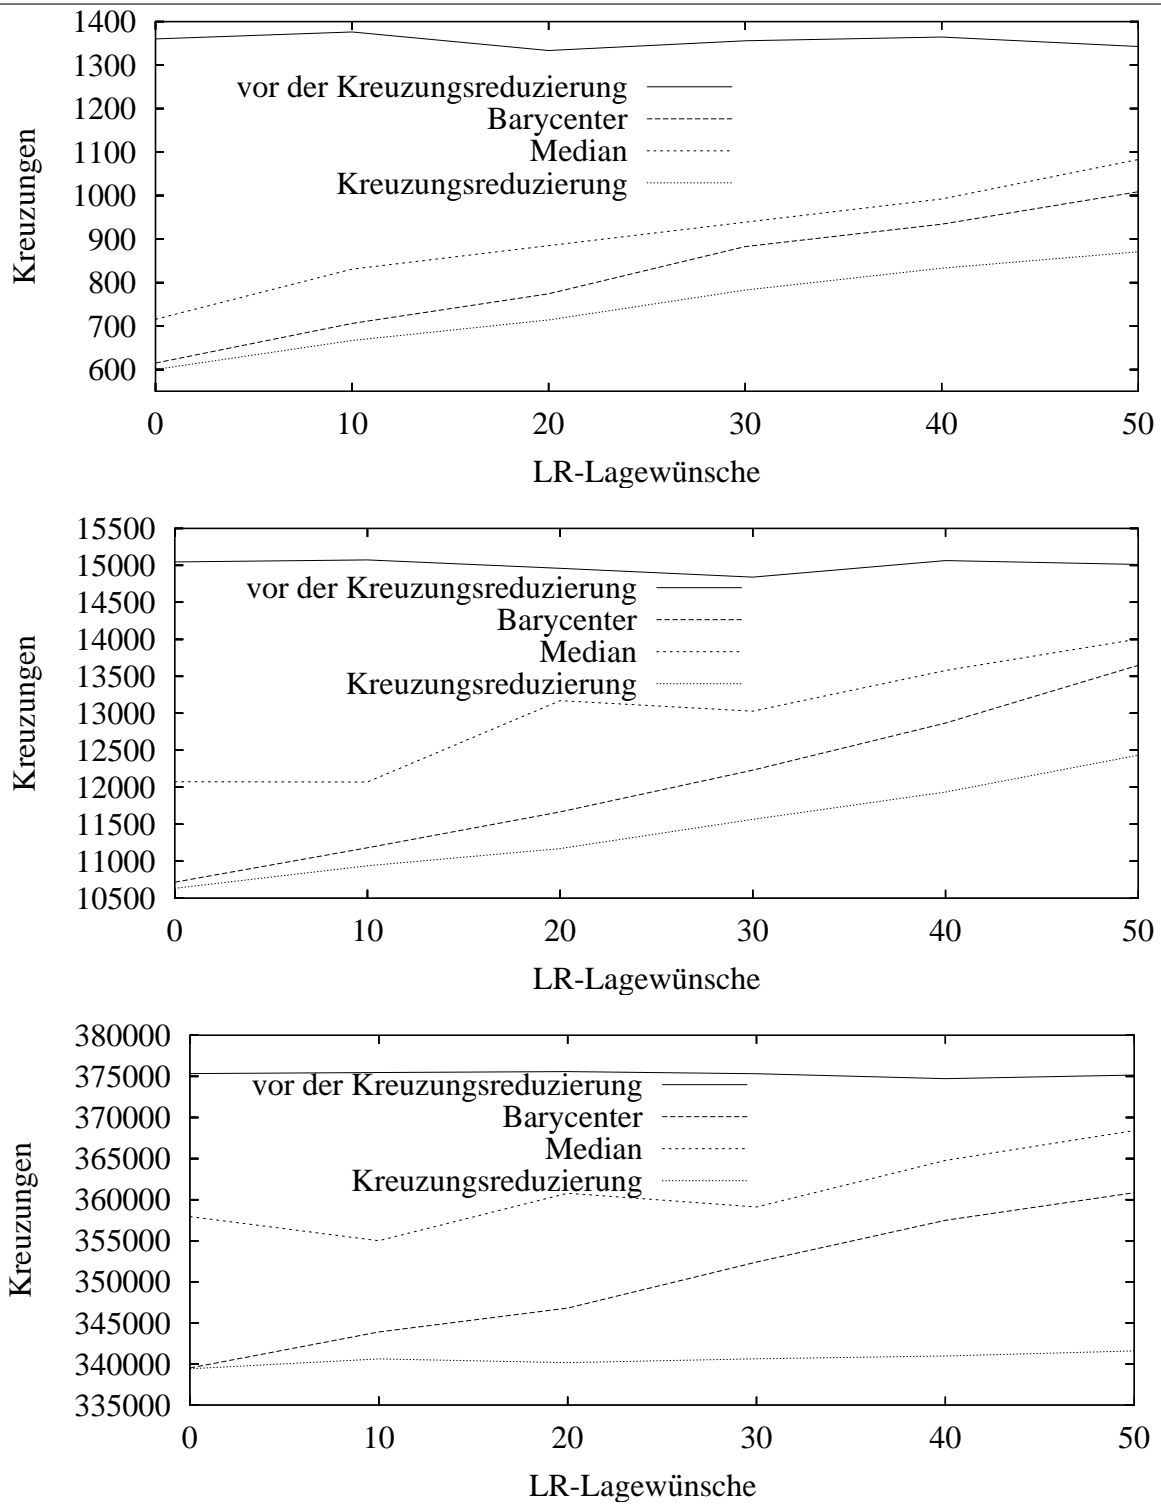 1400
1300
1200
1100
1000
900
800
700
600
Kreuzungen
vor der Kreuzungsreduzierung
Barycenter
Median
Kreuzungsreduzierung
0 10 20 30 40 50
LR-Lagewünsche
15500
15000
14500
14000
13500
13000
12500
12000
11500
11000
10500
Kreuzungen
vor der Kreuzungsreduzierung
Barycenter
Median
Kreuzungsreduzierung
0 10 20 30 40 50
LR-Lagewünsche
380000
375000
370000
365000
360000
355000
350000
345000
340000
335000
Kreuzungen
vor der Kreuzungsreduzierung
Barycenter
Median
Kreuzungsreduzierung
0 10 20 30 40 50
LR-Lagewünsche